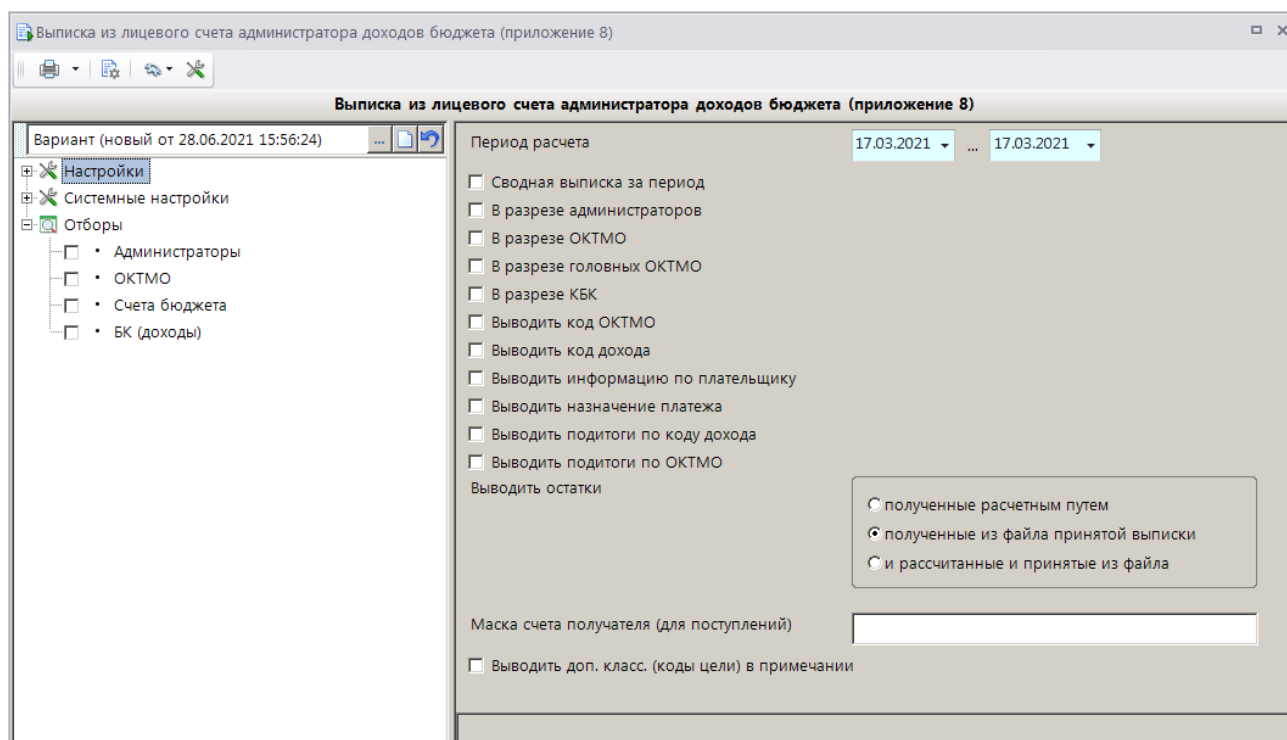 Выписка из лицевого счета администратора доходов бюджета (приложение 8)
Выписка из лицевого счета администратора доходов бюджета (приложение 8)
Вариант (новый от 28.06.2021 15:56:24) ...
Настройки
Системные настройки
Отборы
Администраторы
ОКТМО
Счета бюджета
БК (доходы)
Период расчета 17.03.2021 ... 17.03.2021
Сводная выписка за период
В разрезе администраторов
В разрезе ОКТМО
В разрезе головных ОКТМО
В разрезе КБК
Выводить код ОКТМО
Выводить код дохода
Выводить информацию по плательщику
Выводить назначение платежа
Выводить подитоги по коду дохода
Выводить подитоги по ОКТМО
Выводить остатки
полученные расчетным путем
полученные из файла принятой выписки
и рассчитанные и принятые из файла
Маска счета получателя (для поступлений)
Выводить доп. класс. (коды цели) в примечании